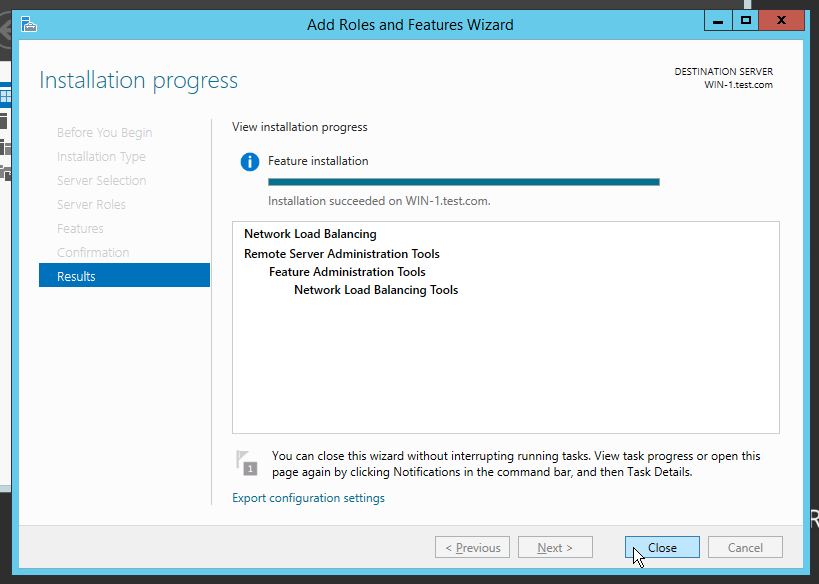 Add Roles and Features Wizard
Installation progress
DESTINATION SERVER
WIN-1.test.com
Before You Begin
Installation Type
Server Selection
Server Roles
Features
Confirmation
Results
View installation progress
Feature installation
Installation succeeded on WIN-1.test.com.
Network Load Balancing
Remote Server Administration Tools
Feature Administration Tools
Network Load Balancing Tools
1
You can close this wizard without interrupting running tasks. View task progress or open this
page again by clicking Notifications in the command bar, and then Task Details.
Export configuration settings
< Previous
Next >
Close
Cancel